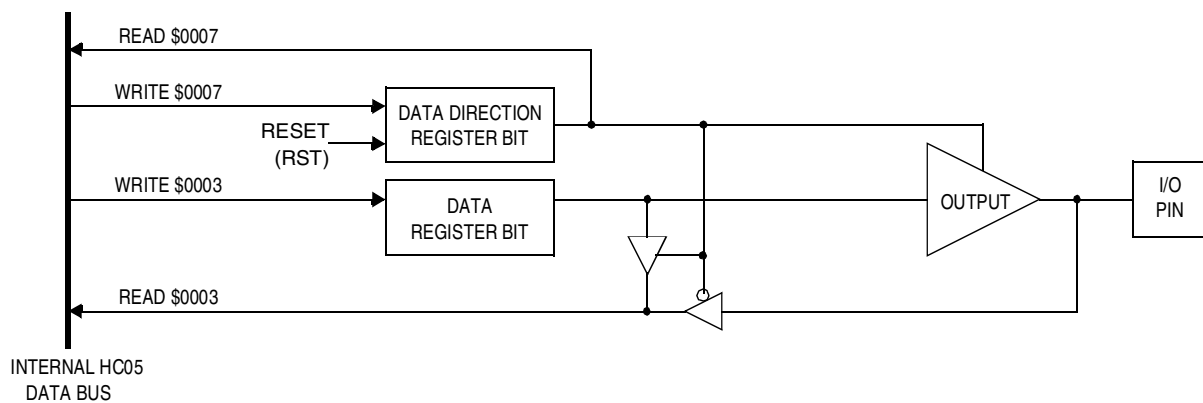 READ $0007
WRITE $0007
RESET
(RST)
DATA DIRECTION
REGISTER BIT
WRITE $0003
DATA
REGISTER BIT
OUTPUT
I/O
PIN
READ $0003
INTERNAL HC05
DATA BUS